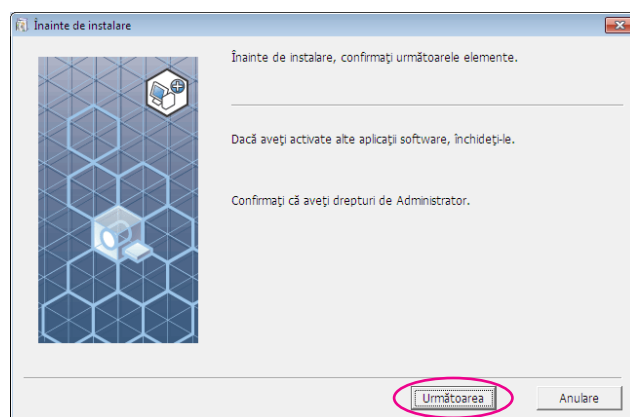 Înainte de instalare
Înainte de instalare, confirmaţi următoarele elemente.
Dacă aveţi activate alte aplicaţii software, închideţi-le.
Confirmaţi că aveţi drepturi de Administrator.
Următoarea
Anulare